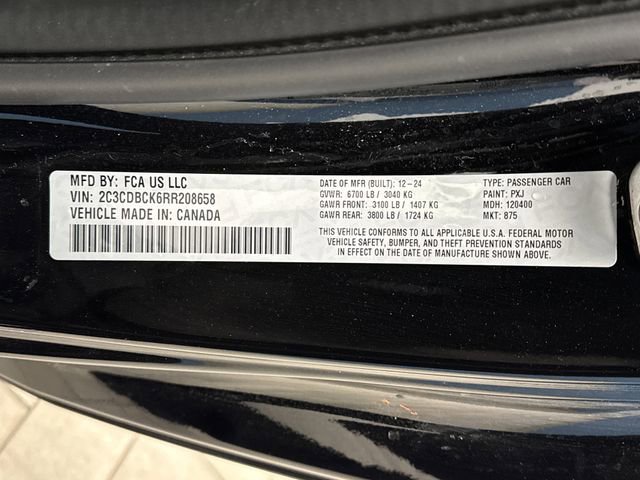 MFD BY: FCA US LLC
VIN: 2C3CDBCK6RR208658
VEHICLE MADE IN: CANADA
DATE OF MFR (BUILT): 12-24
GVWR: 6700 LB / 3040 KG
GAWR FRONT: 3100 LB / 1407 KG
GAWR REAR: 3800 LB / 1724 KG
TYPE: PASSENGER CAR
PAINT: PXJ
MDH: 120400
MKT: 875
THIS VEHICLE CONFORMS TO ALL APPLICABLE U.S.A. FEDERAL MOTOR
VEHICLE SAFETY, BUMPER, AND THEFT PREVENTION STANDARDS
IN EFFECT ON THE DATE OF MANUFACTURE SHOWN ABOVE.